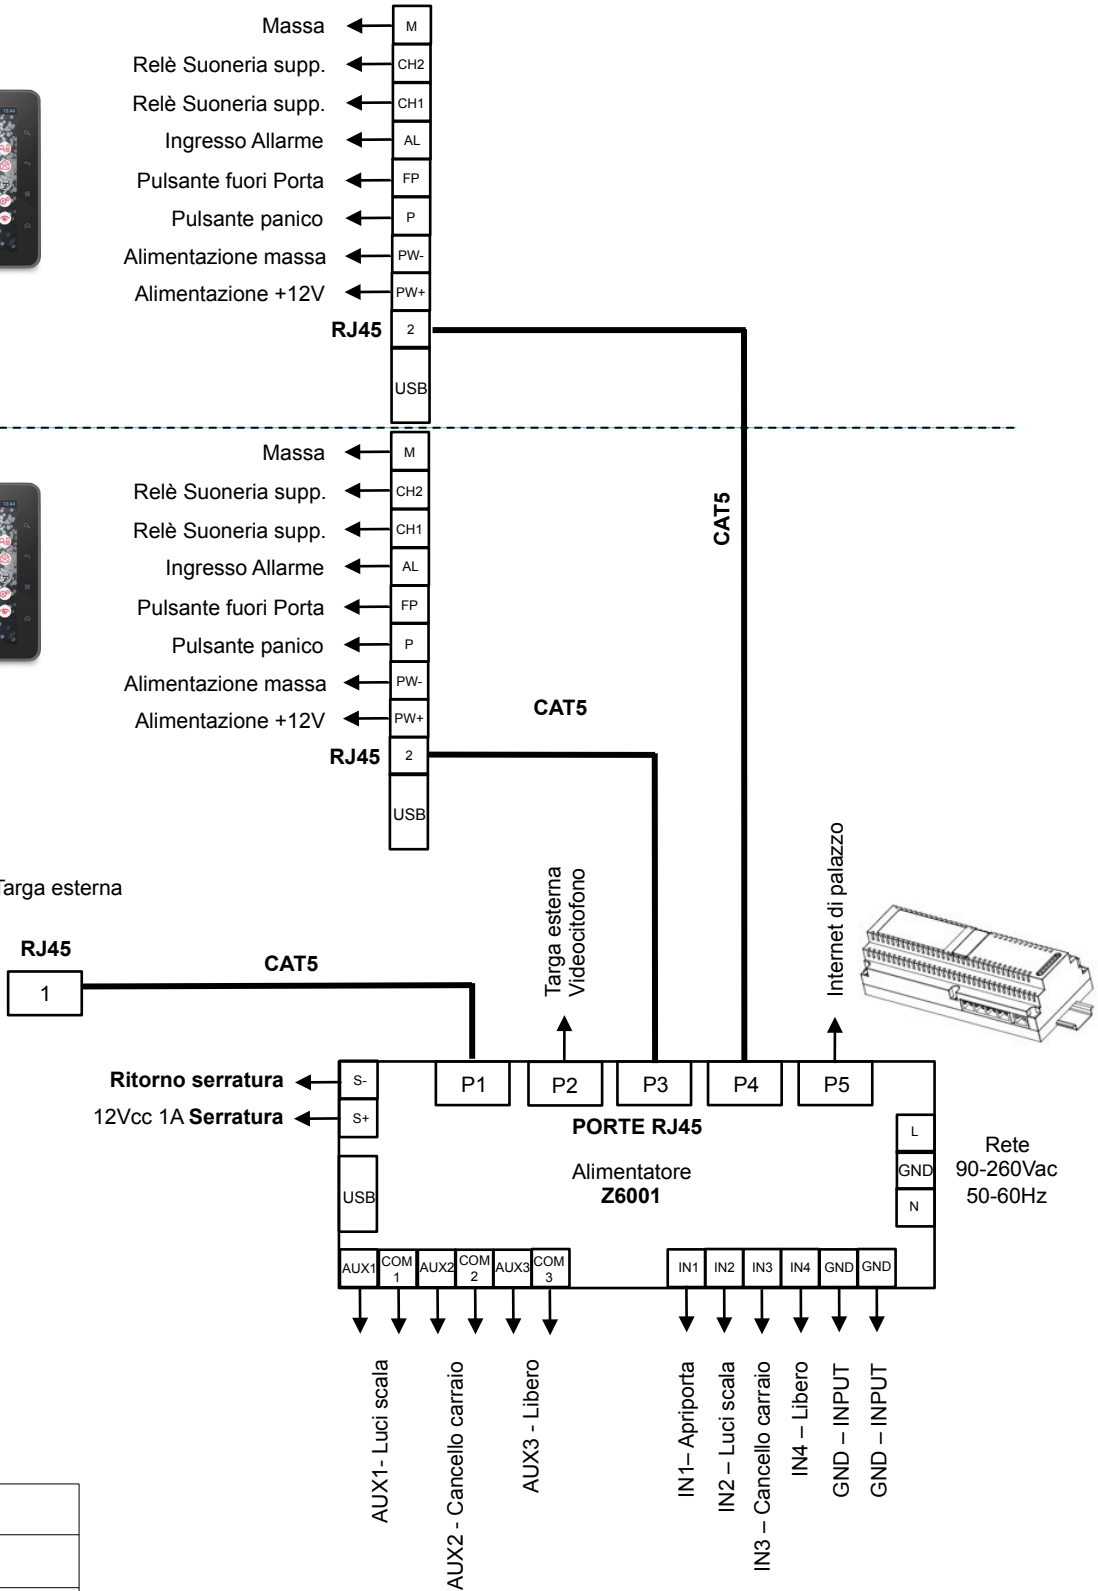 Massa
M
Relè Suoneria supp.
CH2
Relè Suoneria supp.
CH1
Ingresso Allarme
AL
Pulsante fuori Porta
FP
Pulsante panico
P
Alimentazione massa
PW-
Alimentazione +12V
PW+
RJ45
2
USB
Massa
M
Relè Suoneria supp.
CH2
Relè Suoneria supp.
CH1
Ingresso Allarme
AL
Pulsante fuori Porta
FP
Pulsante panico
P
Alimentazione massa
PW-
Alimentazione +12V
PW+
RJ45
2
USB
CAT5
CAT5
Targa esterna
RJ45
1
CAT5
Targa esterna
Videocitofono
Internet di palazzo
Ritorno serratura
S-
12Vcc 1A Serratura
S+
USB
P1
P2
P3
P4
P5
PORTE RJ45
Alimentatore
Z6001
L
GND
N
Rete
90-260Vac
50-60Hz
AUX1
COM
1
AUX2
COM
2
AUX3
COM
3
IN1
IN2
IN3
IN4
GND
GND
AUX1- Luci scala
AUX2 - Cancello carraio
AUX3 - Libero
IN1– Apriporta
IN2 – Luci scala
IN3 – Cancello carraio
IN4 – Libero
GND – INPUT
GND – INPUT